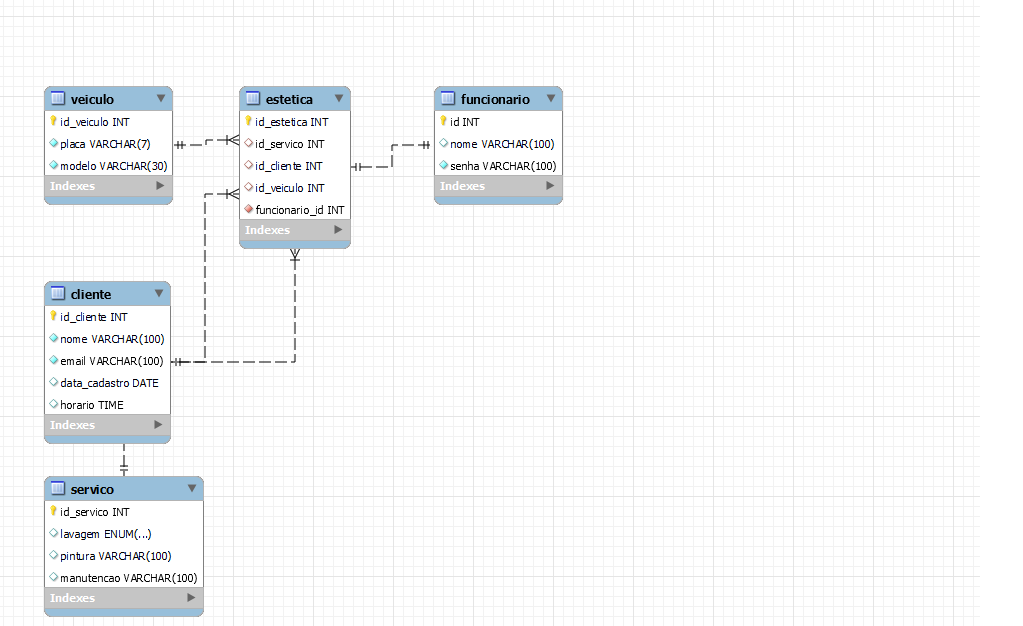 veiculo
id_veiculo INT
placa VARCHAR(7)
modelo VARCHAR(30)
Indexes
estetica
id_estetica INT
id_servico INT
id_cliente INT
id_veiculo INT
funcionario_id INT
Indexes
funcionario
id INT
nome VARCHAR(100)
senha VARCHAR(100)
Indexes
cliente
id_cliente INT
nome VARCHAR(100)
email VARCHAR(100)
data_cadastro DATE
horario TIME
Indexes
servico
id_servico INT
lavagem ENUM(...)
pintura VARCHAR(100)
manutencao VARCHAR(100)
Indexes